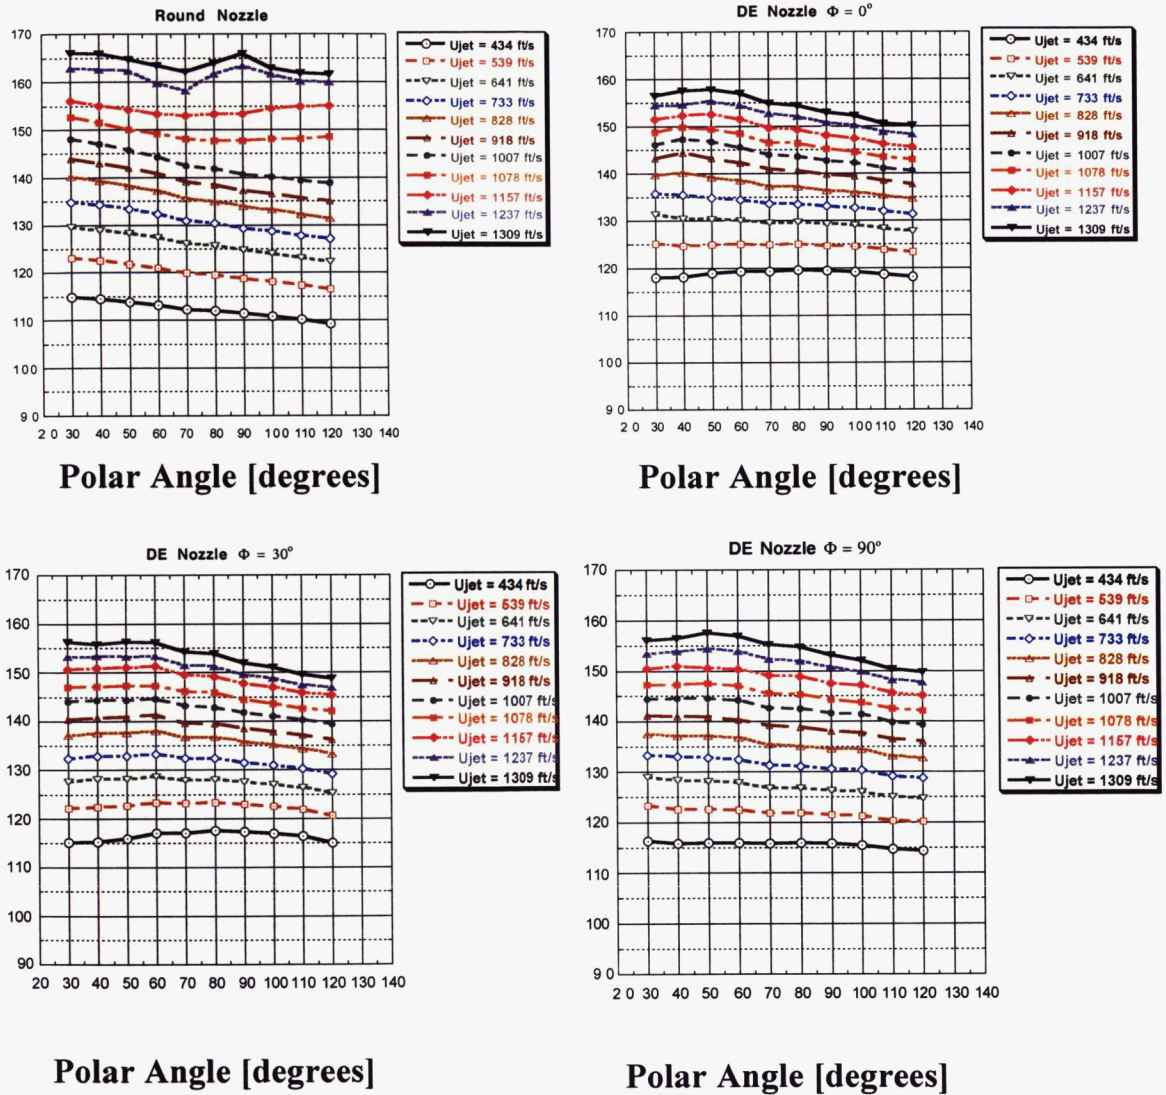 Round Nozzle
170
160
150
140
130
120
110
100
9 0
2 0 30 40 50 60 70 80 90 100 110 120 130 140
Polar Angle [degrees]
Ujet = 434 ft/s
Ujet = 539 ft/s
Ujet = 641 ft/s
Ujet = 733 ft/s
Ujet = 828 ft/s
Ujet = 918 ft/s
Ujet = 1007 ft/s
Ujet = 1078 ft/s
Ujet = 1157 ft/s
Ujet = 1237 ft/s
Ujet = 1309 ft/s
DE Nozzle Φ = 0°
170
160
150
140
130
120
110
100
9 0
2 0 30 40 50 60 70 80 90 100 110 120 130 140
Polar Angle [degrees]
Ujet = 434 ft/s
Ujet = 539 ft/s
Ujet = 641 ft/s
Ujet = 733 ft/s
Ujet = 828 ft/s
Ujet = 918 ft/s
Ujet = 1007 ft/s
Ujet = 1078 ft/s
Ujet = 1157 ft/s
Ujet = 1237 ft/s
Ujet = 1309 ft/s
DE Nozzle Φ = 30°
170
160
150
140
130
120
110
100
90
20 30 40 50 60 70 80 90 100 110 120 130 140
Polar Angle [degrees]
Ujet = 434 ft/s
Ujet = 539 ft/s
Ujet = 641 ft/s
Ujet = 733 ft/s
Ujet = 828 ft/s
Ujet = 918 ft/s
Ujet = 1007 ft/s
Ujet = 1078 ft/s
Ujet = 1157 ft/s
Ujet = 1237 ft/s
Ujet = 1309 ft/s
DE Nozzle Φ = 90°
170
160
150
140
130
120
110
100
9 0
2 0 30 40 50 60 70 80 90 100 110 120 130 140
Polar Angle [degrees]
Ujet = 434 ft/s
Ujet = 539 ft/s
Ujet = 641 ft/s
Ujet = 733 ft/s
Ujet = 828 ft/s
Ujet = 918 ft/s
Ujet = 1007 ft/s
Ujet = 1078 ft/s
Ujet = 1157 ft/s
Ujet = 1237 ft/s
Ujet = 1309 ft/s